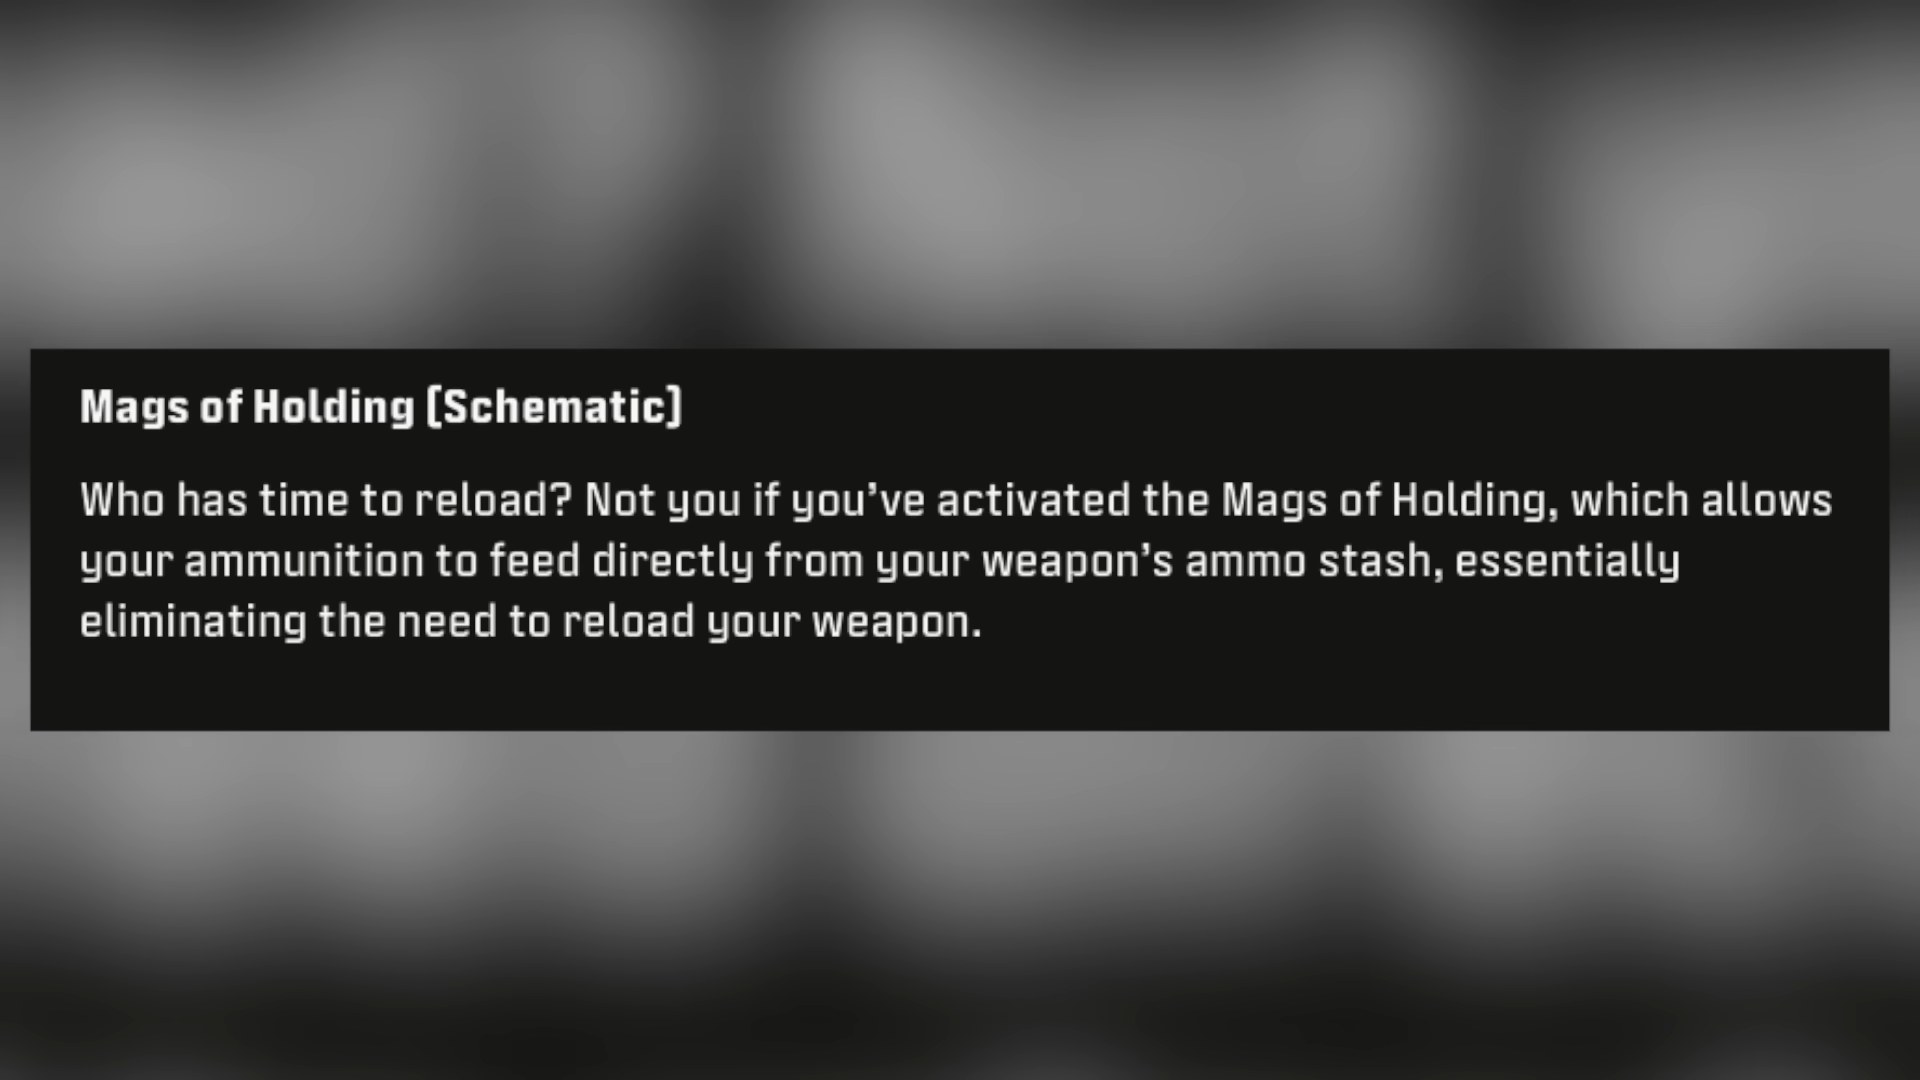 Mags of Holding (Schematic)
Who has time to reload? Not you if you’ve activated the Mags of Holding, which allows
your ammunition to feed directly from your weapon’s ammo stash, essentially
eliminating the need to reload your weapon.